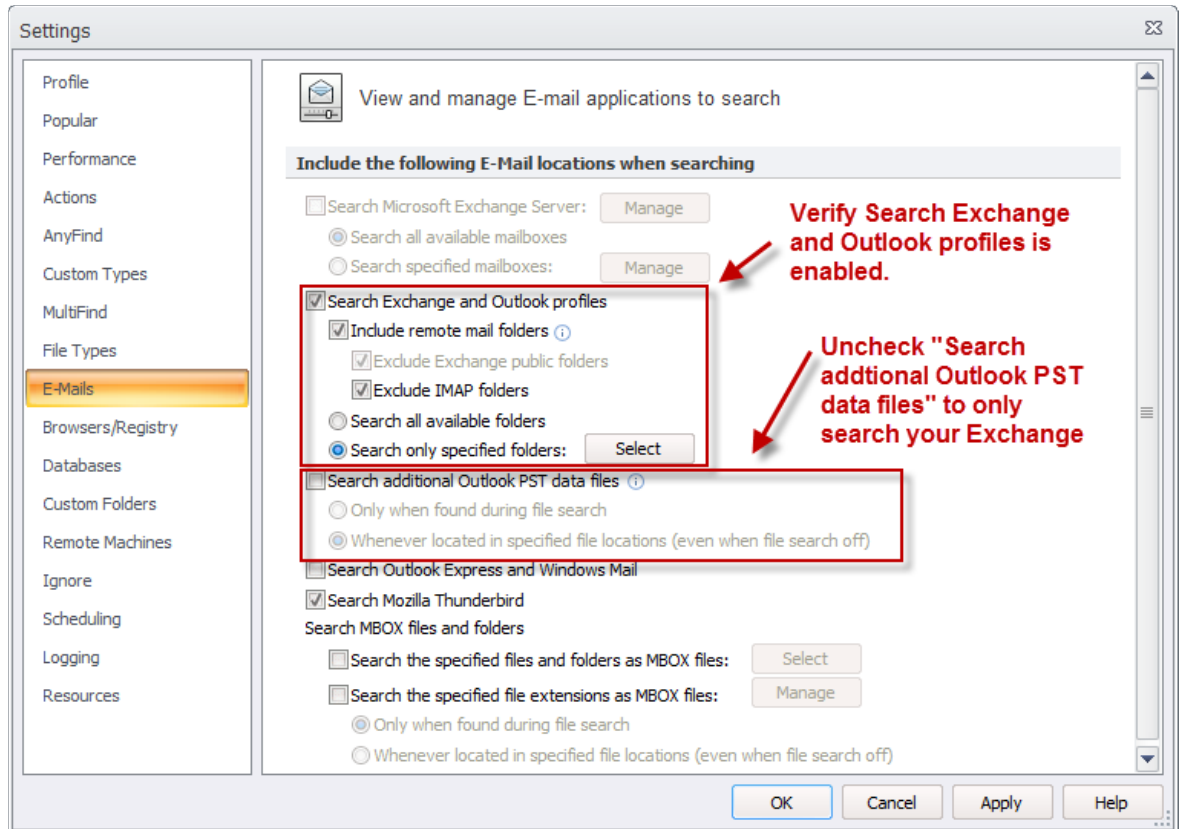 Settings
Profile
Popular
Performance
Actions
AnyFind
Custom Types
MultiFind
File Types
E-Mails
Browsers/Registry
Databases
Custom Folders
Remote Machines
Ignore
Scheduling
Logging
Resources
View and manage E-mail applications to search
Include the following E-Mail locations when searching
Search Microsoft Exchange Server: Manage
Search all available mailboxes
Search specified mailboxes: Manage
Verify Search Exchange
and Outlook profiles is
enabled.
Search Exchange and Outlook profiles
Include remote mail folders
Exclude Exchange public folders
Exclude IMAP folders
Search all available folders
Search only specified folders: Select
Uncheck "Search
addtional Outlook PST
data files" to only
search your Exchange
Search additional Outlook PST data files
Only when found during file search
Whenever located in specified file locations (even when file search off)
Search Outlook Express and Windows Mail
Search Mozilla Thunderbird
Search MBOX files and folders
Search the specified files and folders as MBOX files: Select
Search the specified file extensions as MBOX files: Manage
Only when found during file search
Whenever located in specified file locations (even when file search off)
OK Cancel Apply Help